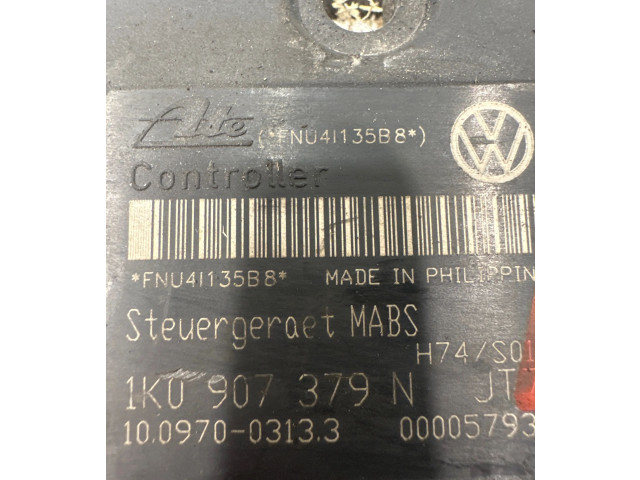 Ate (*FNU4I135B8*)
Controller
*FNU4I135B8* MADE IN PHILIPPIN
Steuergeraet MABS
H74/S01
1K0 907 379 N JT
10.0970-0313.3 00005793